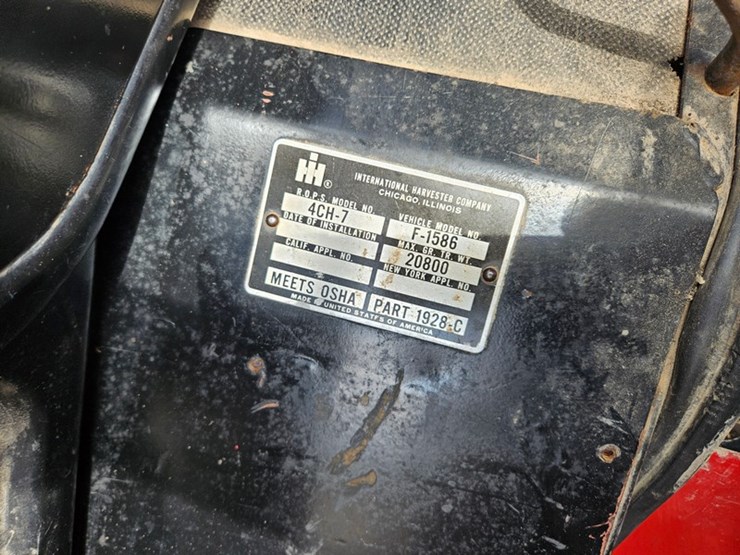 IH ®
INTERNATIONAL HARVESTER COMPANY
CHICAGO, ILLINOIS
R.O.P.S. MODEL NO.
4CH-7
VEHICLE MODEL NO.
F-1586
DATE OF INSTALLATION
MAX. GR. TR. WT.
20800
CALIF. APPL. NO.
NEW YORK APPL. NO.
MEETS OSHA
PART 1928-C
MADE IN UNITED STATES OF AMERICA